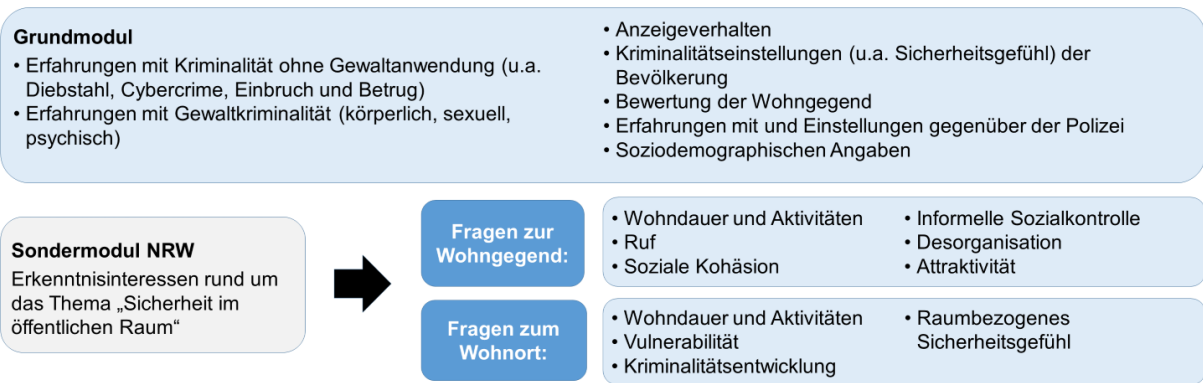 Grundmodul
• Erfahrungen mit Kriminalität ohne Gewaltanwendung (u.a.
Diebstahl, Cybercrime, Einbruch und Betrug)
• Erfahrungen mit Gewaltkriminalität (körperlich, sexuell,
psychisch)
• Anzeigeverhalten
• Kriminalitätseinstellungen (u.a. Sicherheitsgefühl) der
Bevölkerung
• Bewertung der Wohngegend
• Erfahrungen mit und Einstellungen gegenüber der Polizei
• Soziodemographischen Angaben
Sondermodul NRW
Erkenntnisinteressen rund um
das Thema „Sicherheit im
öffentlichen Raum“
Fragen zur
Wohngegend:
• Wohndauer und Aktivitäten
• Ruf
• Soziale Kohäsion
• Informelle Sozialkontrolle
• Desorganisation
• Attraktivität
Fragen zum
Wohnort:
• Wohndauer und Aktivitäten
• Vulnerabilität
• Kriminalitätsentwicklung
• Raumbezogenes
Sicherheitsgefühl